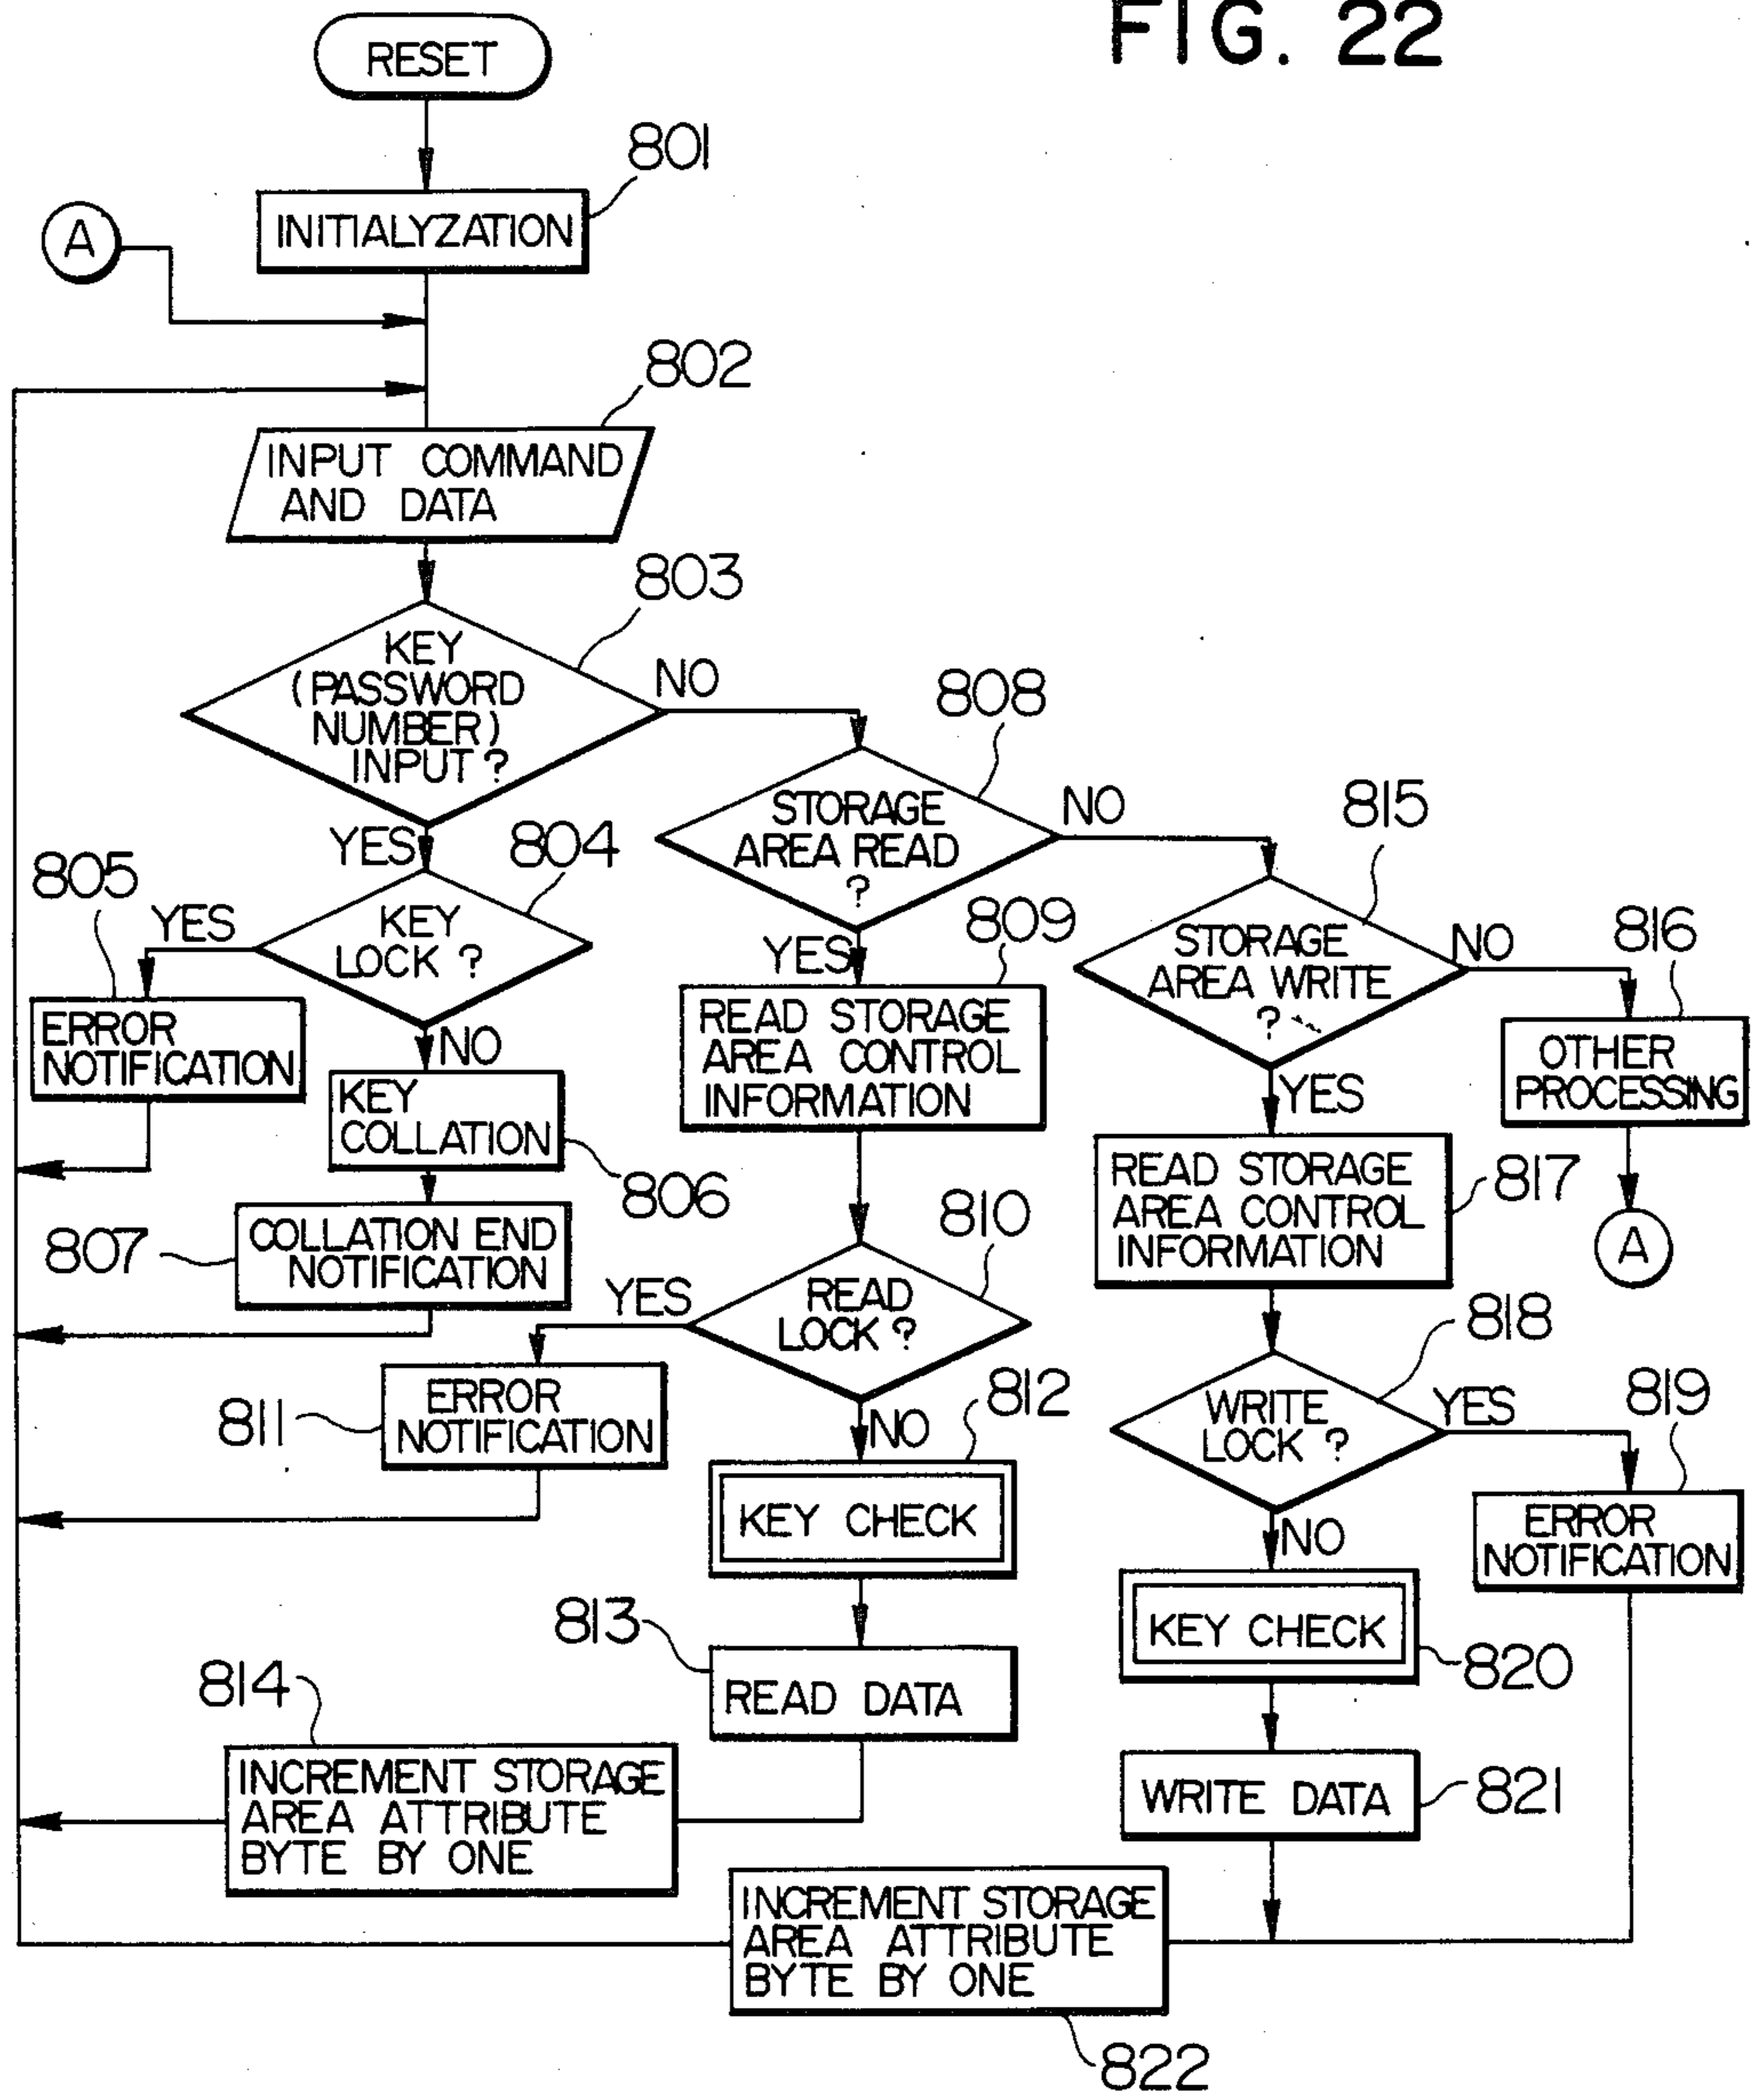 FIG. 22
RESET
801
INITIALYZATION
A
802
INPUT COMMAND
AND DATA
803
KEY
(PASSWORD
NUMBER)
INPUT ?
NO
YES
808
STORAGE
AREA READ
?
NO
YES
815
STORAGE
AREA WRITE
?
NO
YES
816
OTHER
PROCESSING
A
804
KEY
LOCK ?
YES
NO
805
ERROR
NOTIFICATION
KEY
COLLATION
806
807
COLLATION END
NOTIFICATION
809
READ STORAGE
AREA CONTROL
INFORMATION
810
READ
LOCK ?
YES
NO
811
ERROR
NOTIFICATION
812
KEY CHECK
813
READ DATA
814
INCREMENT STORAGE
AREA ATTRIBUTE
BYTE BY ONE
817
READ STORAGE
AREA CONTROL
INFORMATION
818
WRITE
LOCK ?
YES
NO
819
ERROR
NOTIFICATION
KEY CHECK
820
WRITE DATA
821
INCREMENT STORAGE
AREA ATTRIBUTE
BYTE BY ONE
822